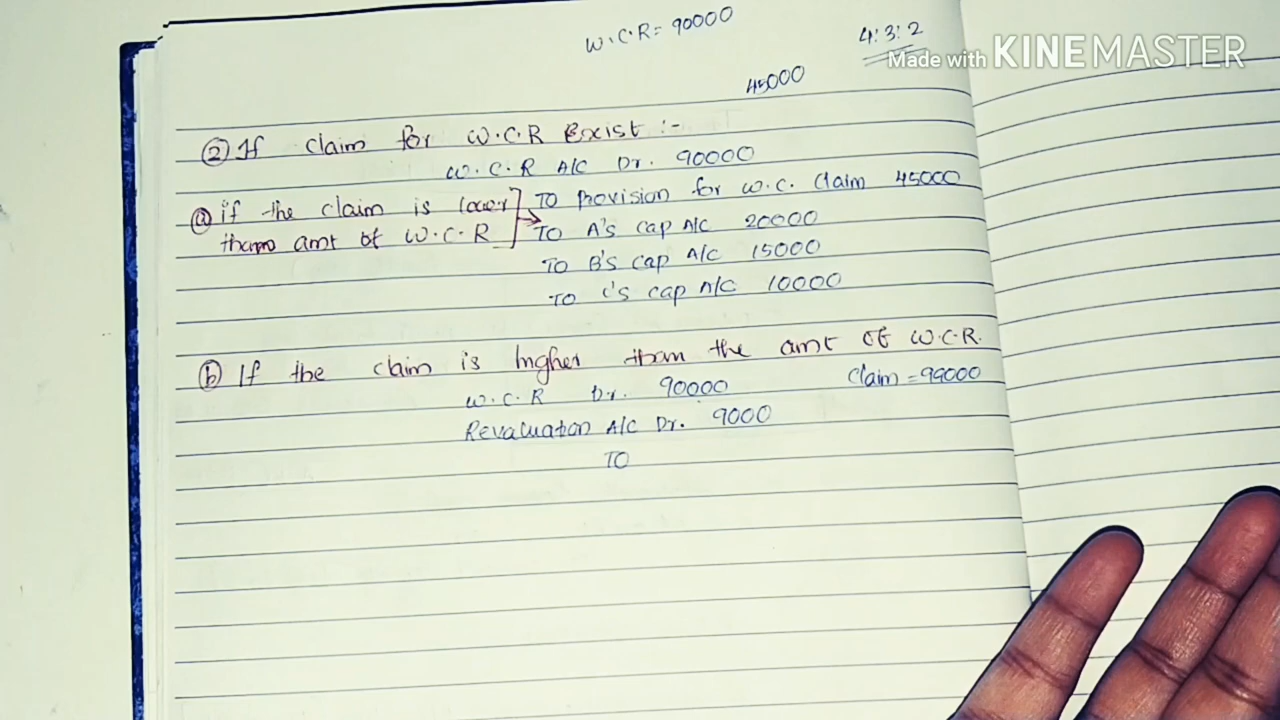 W.C.R = 90000
4:3:2
Made with KINEMASTER
45000
② If claim for W.C.R Exist :-
W.C.R A/C Dr. 90000
ⓐ if the claim is lower
than amt of W.C.R
TO Provision for W.C. Claim 45000
TO A's cap A/C 20000
TO B's cap A/C 15000
TO C's cap A/C 10000
ⓑ If the claim is higher than the amt of W.C.R.
W.C.R Dr. 90000
Claim = 99000
Revaluation A/C Dr. 9000
TO